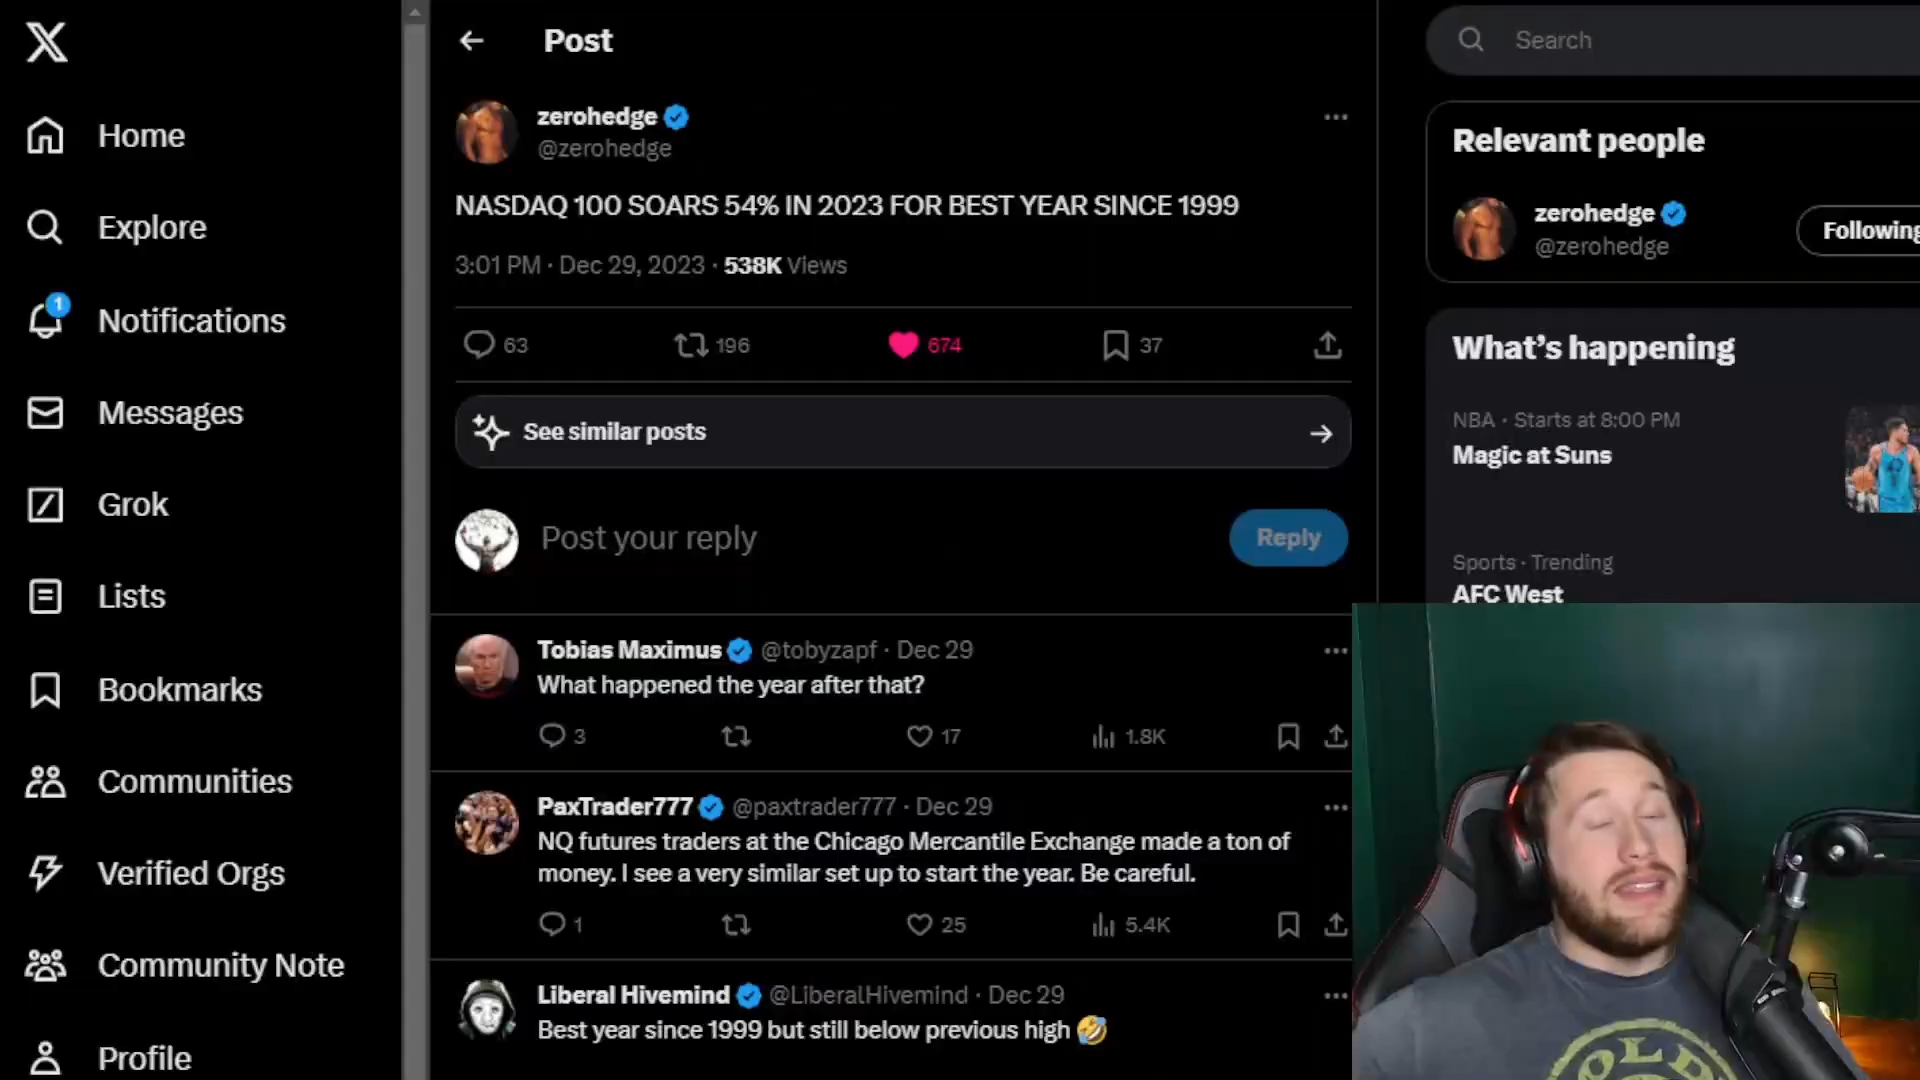 Home
Explore
1
Notifications
Messages
Grok
Lists
Bookmarks
Communities
Verified Orgs
Community Note
Profile
Post
zerohedge
@zerohedge
NASDAQ 100 SOARS 54% IN 2023 FOR BEST YEAR SINCE 1999
3:01 PM · Dec 29, 2023 · 538K Views
63 196 674 37
See similar posts
Post your reply
Reply
Tobias Maximus @tobyzapf · Dec 29
What happened the year after that?
3 17 1.8K
PaxTrader777 @paxtrader777 · Dec 29
NQ futures traders at the Chicago Mercantile Exchange made a ton of
money. I see a very similar set up to start the year. Be careful.
1 25 5.4K
Liberal Hivemind @LiberalHivemind · Dec 29
Best year since 1999 but still below previous high 🤣
Search
Relevant people
zerohedge
@zerohedge
Following
What's happening
NBA · Starts at 8:00 PM
Magic at Suns
Sports · Trending
AFC West